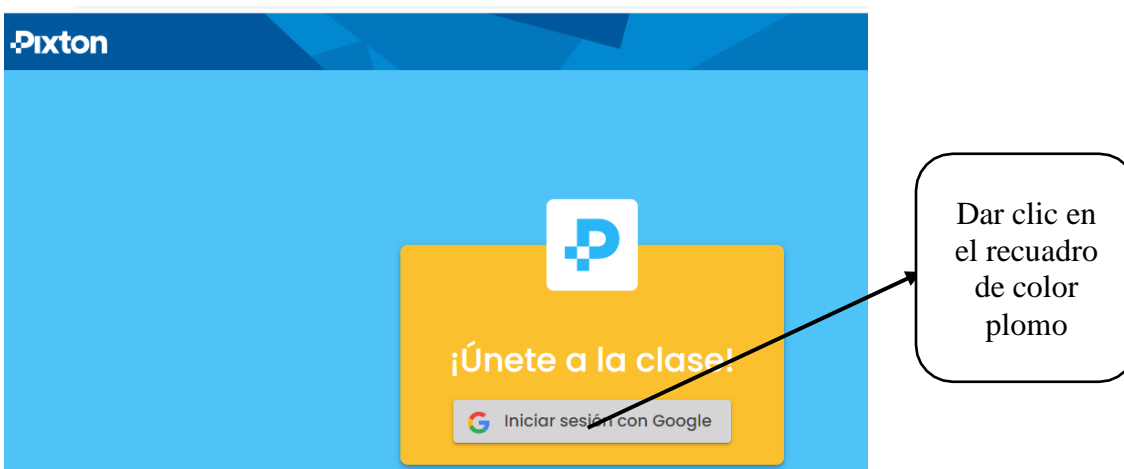 Pixton
¡Únete a la clase!
Iniciar sesión con Google
Dar clic en
el recuadro
de color
plomo